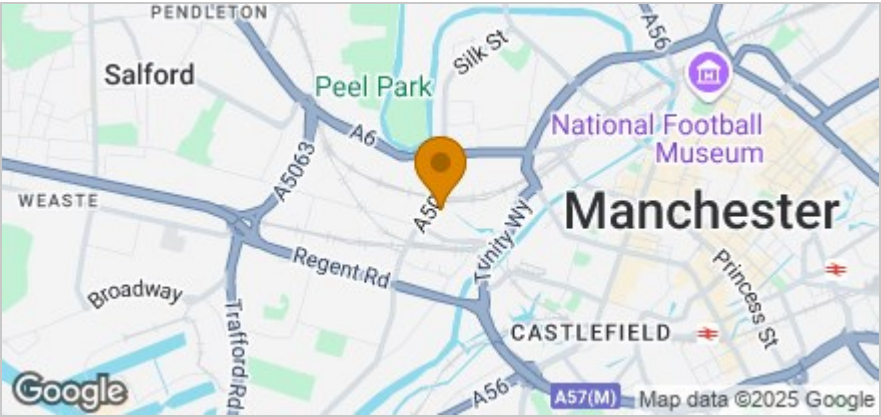 PENDLETON
Salford
Silk St
A56
Peel Park
A6
National Football
Museum
A5063
WEASTE
Manchester
Trinity Wy
Regent Rd
Broadway
Princess St
Trafford Rd
CASTLEFIELD
A56
A57(M)
Google
Map data ©2025 Google